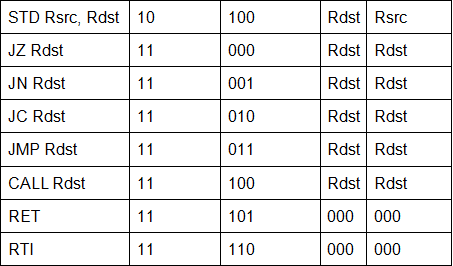 STD Rsrc, Rdst 10 100 Rdst Rsrc
JZ Rdst 11 000 Rdst Rdst
JN Rdst 11 001 Rdst Rdst
JC Rdst 11 010 Rdst Rdst
JMP Rdst 11 011 Rdst Rdst
CALL Rdst 11 100 Rdst Rdst
RET 11 101 000 000
RTI 11 110 000 000